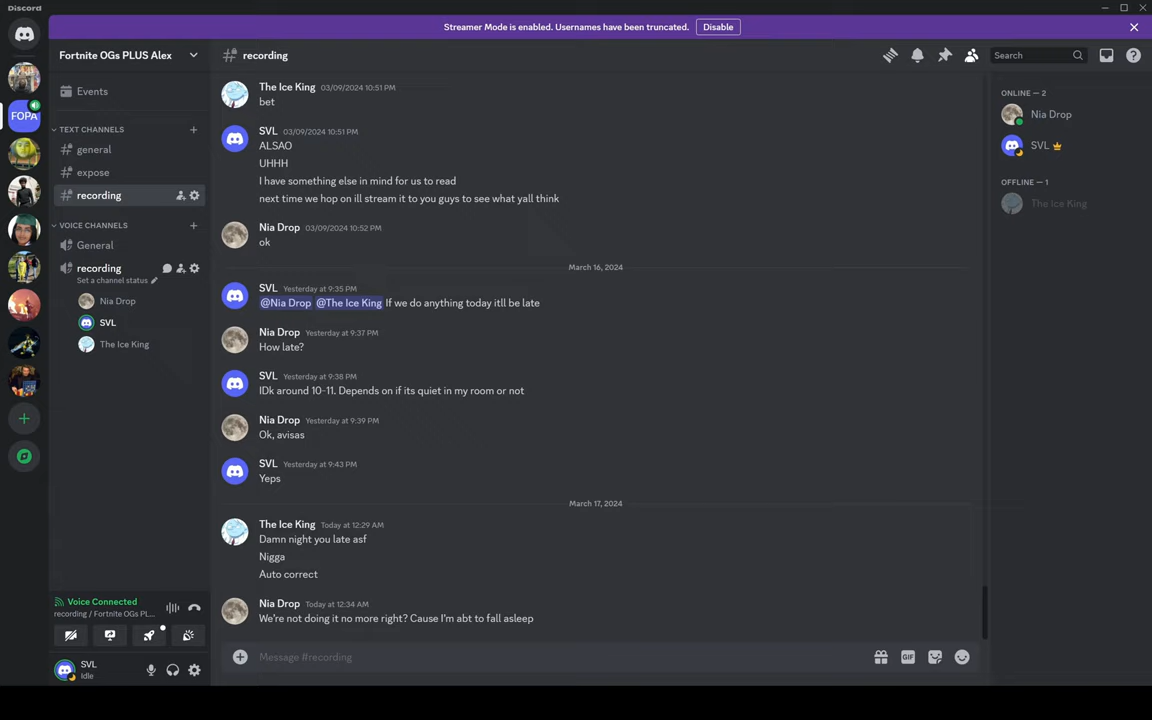 Discord
Streamer Mode is enabled. Usernames have been truncated. Disable
Fortnite OGs PLUS Alex
recording
Search
Events
TEXT CHANNELS
general
expose
recording
VOICE CHANNELS
General
recording
Set a channel status
Nia Drop
SVL
The Ice King
FOPA
The Ice King 03/09/2024 10:51 PM
bet
SVL 03/09/2024 10:51 PM
ALSAO
UHHH
I have something else in mind for us to read
next time we hop on ill stream it to you guys to see what yall think
Nia Drop 03/09/2024 10:52 PM
ok
March 16, 2024
SVL Yesterday at 9:35 PM
@Nia Drop @The Ice King If we do anything today itll be late
Nia Drop Yesterday at 9:37 PM
How late?
SVL Yesterday at 9:38 PM
IDk around 10-11. Depends on if its quiet in my room or not
Nia Drop Yesterday at 9:39 PM
Ok, avisas
SVL Yesterday at 9:43 PM
Yeps
March 17, 2024
The Ice King Today at 12:29 AM
Damn night you late asf
Nigga
Auto correct
Nia Drop Today at 12:34 AM
We're not doing it no more right? Cause I'm abt to fall asleep
Message #recording
GIF
ONLINE — 2
Nia Drop
SVL
OFFLINE — 1
The Ice King
Voice Connected
recording / Fortnite OGs PL...
SVL
Idle